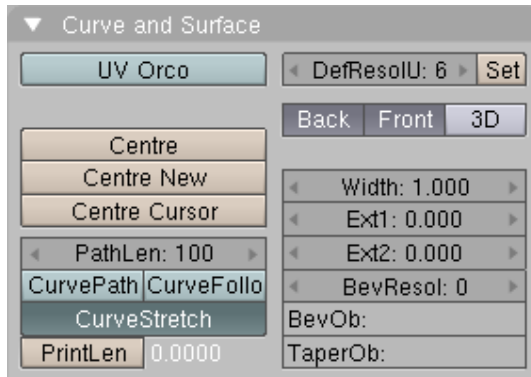 Curve and Surface
UV Orco
DefResolU: 6 Set
Back Front 3D
Centre
Centre New
Centre Cursor
Width: 1.000
Ext1: 0.000
PathLen: 100
Ext2: 0.000
CurvePath CurveFollo
BevResol: 0
CurveStretch
BevOb:
PrintLen 0.0000
TaperOb: